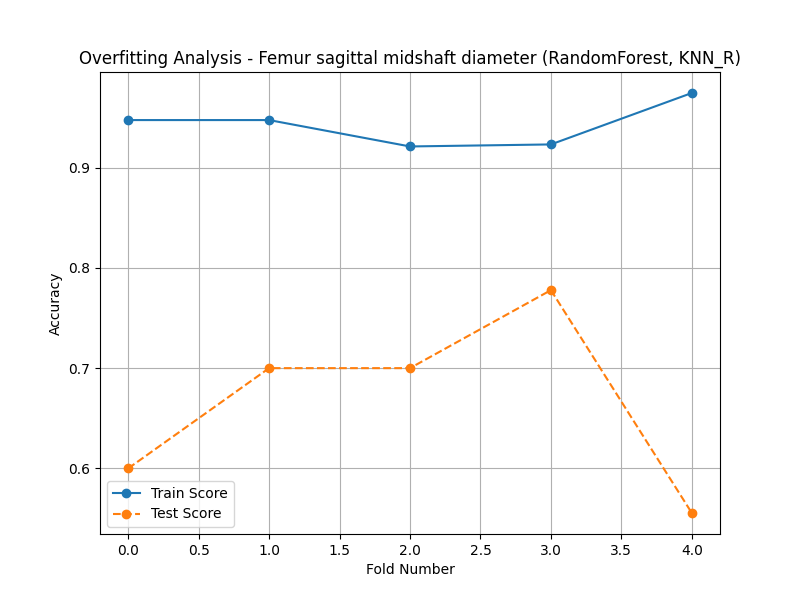 Overfitting Analysis - Femur sagittal midshaft diameter (RandomForest, KNN_R)
0.9
0.8
0.7
0.6
Accuracy
Train Score
Test Score
0.0 0.5 1.0 1.5 2.0 2.5 3.0 3.5 4.0
Fold Number